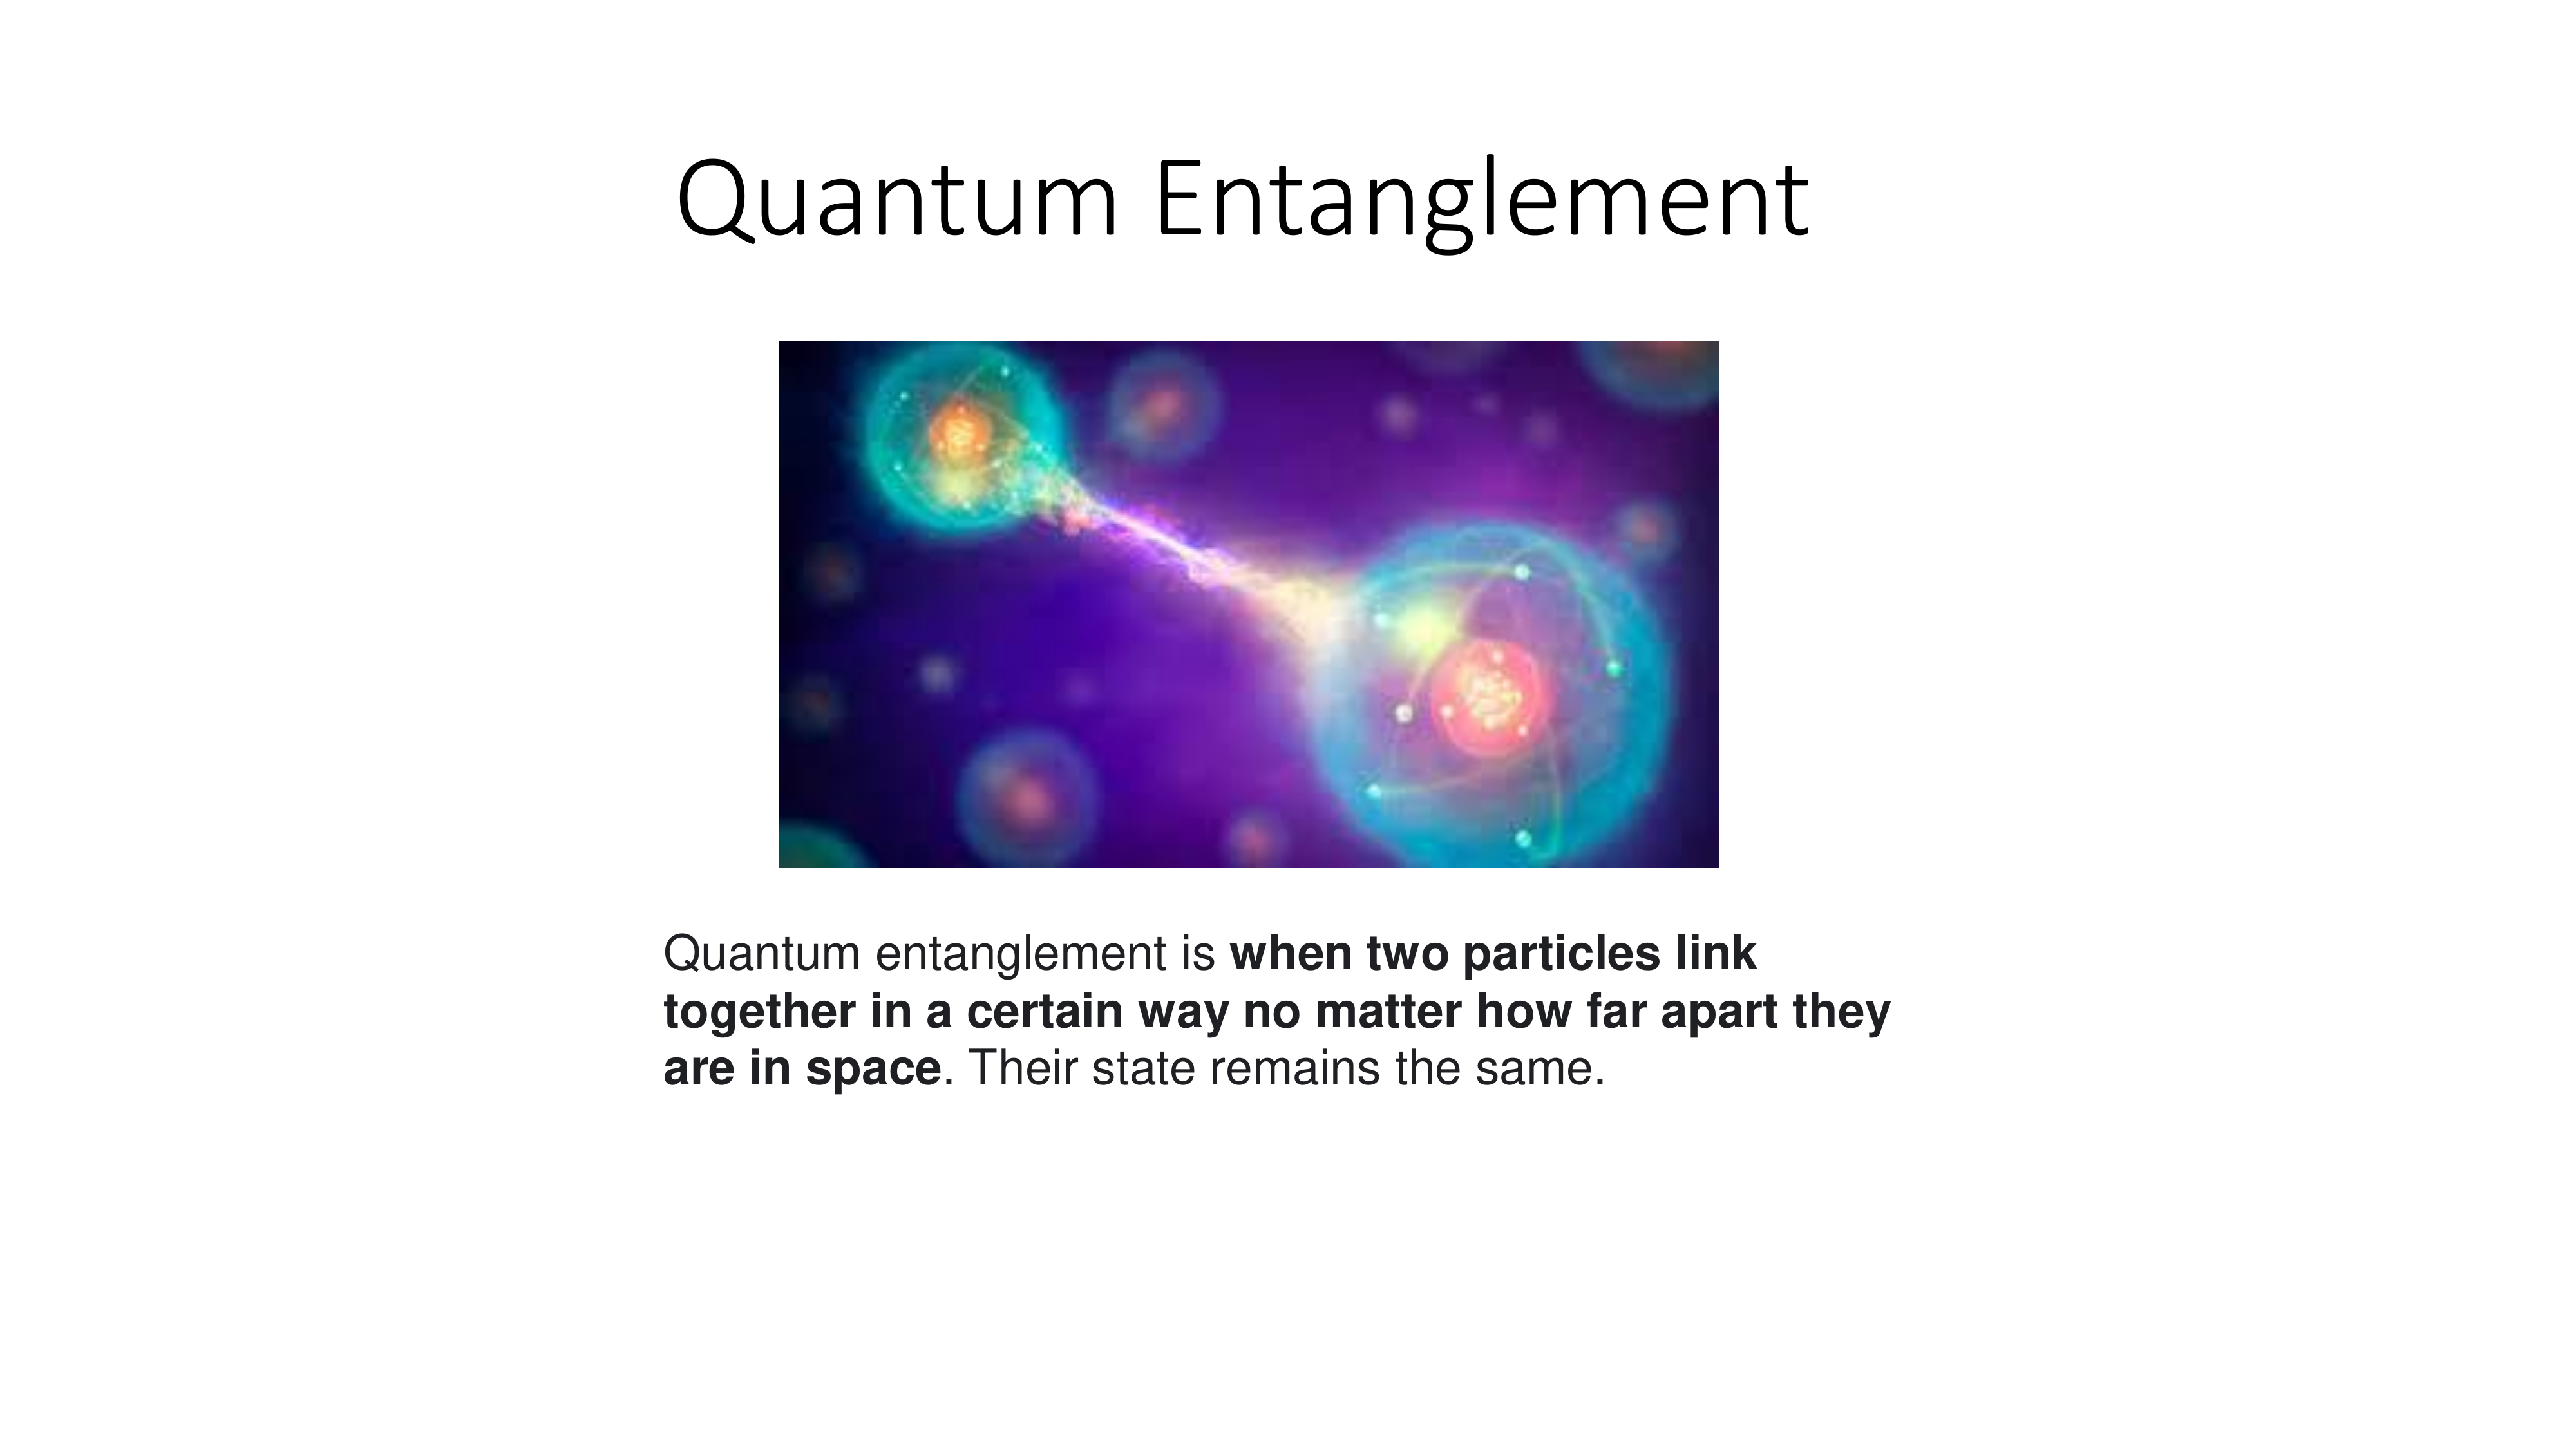 Quantum Entanglement
Quantum entanglement is when two particles link
together in a certain way no matter how far apart they
are in space. Their state remains the same.